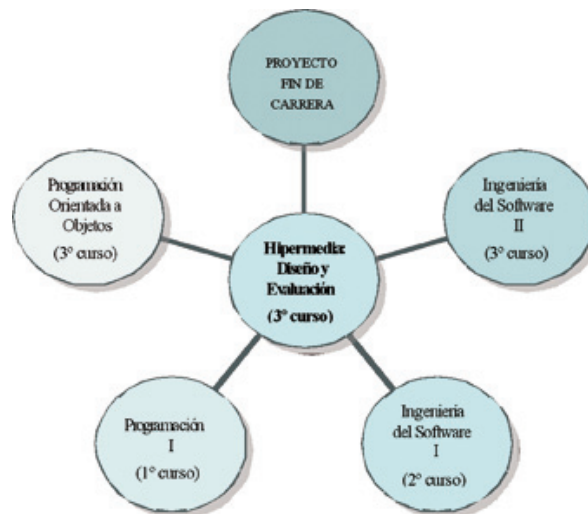 PROYECTO
FIN DE
CARRERA
Programación
Orientada a
Objetos
(3º curso)
Ingeniería
del Software
II
(3º curso)
Hipermedia:
Diseño y
Evaluación
(3º curso)
Programación
I
(1º curso)
Ingeniería
del Software
I
(2º curso)